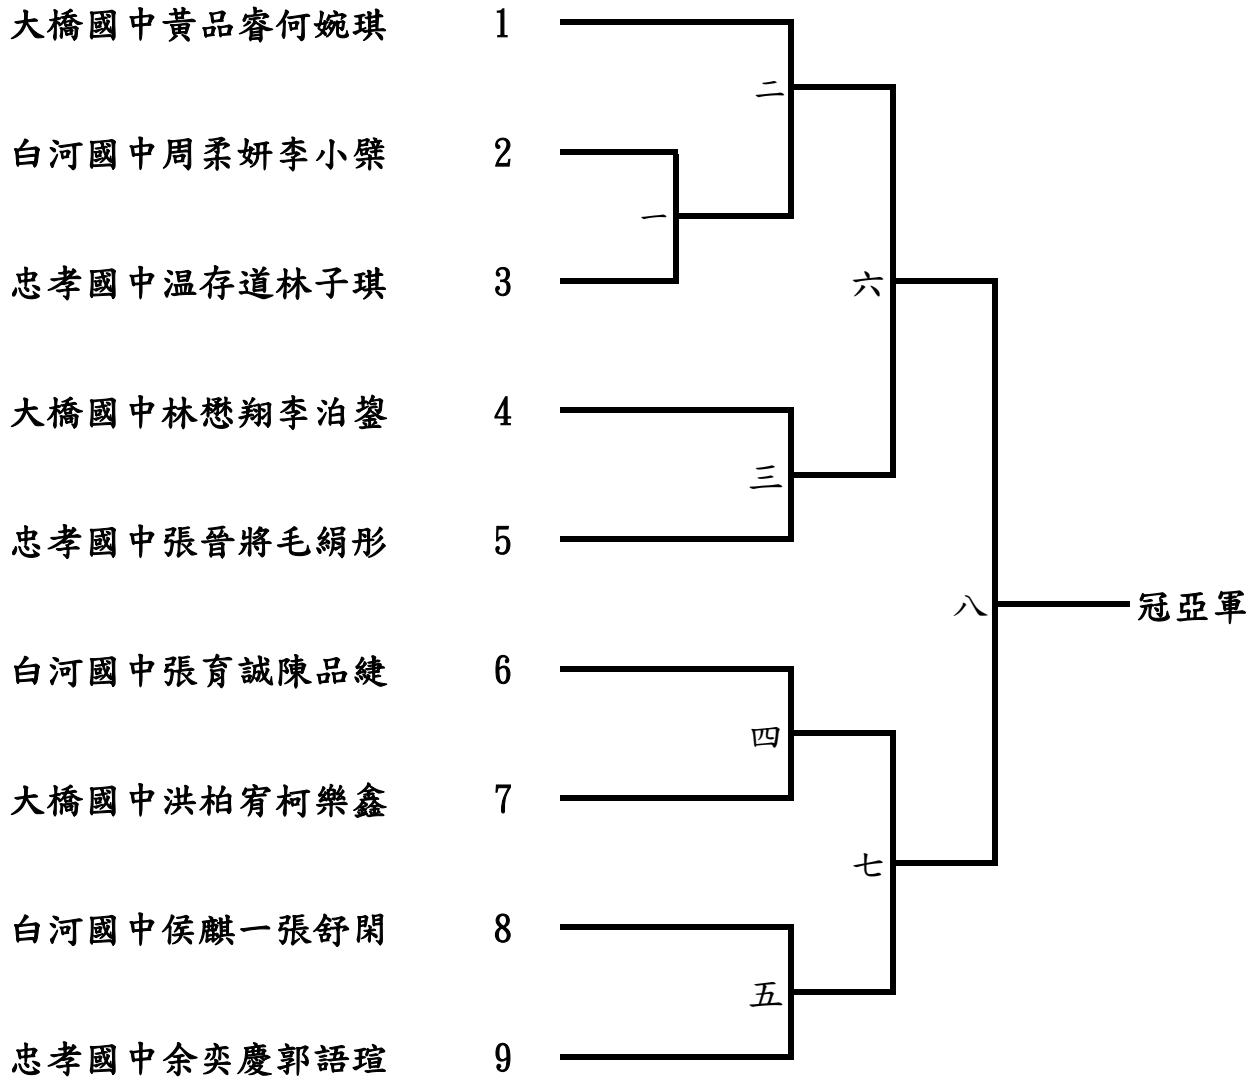 大橋國中黃品睿何婉琪 1
二
白河國中周柔妍李小櫱 2
一
忠孝國中温存道林子琪 3
六
大橋國中林懋翔李泊鋆 4
三
忠孝國中張晉將毛絹彤 5
八 冠亞軍
白河國中張育誠陳品緁 6
四
大橋國中洪柏宥柯樂鑫 7
七
白河國中侯麒一張舒閑 8
五
忠孝國中余奕慶郭語瑄 9